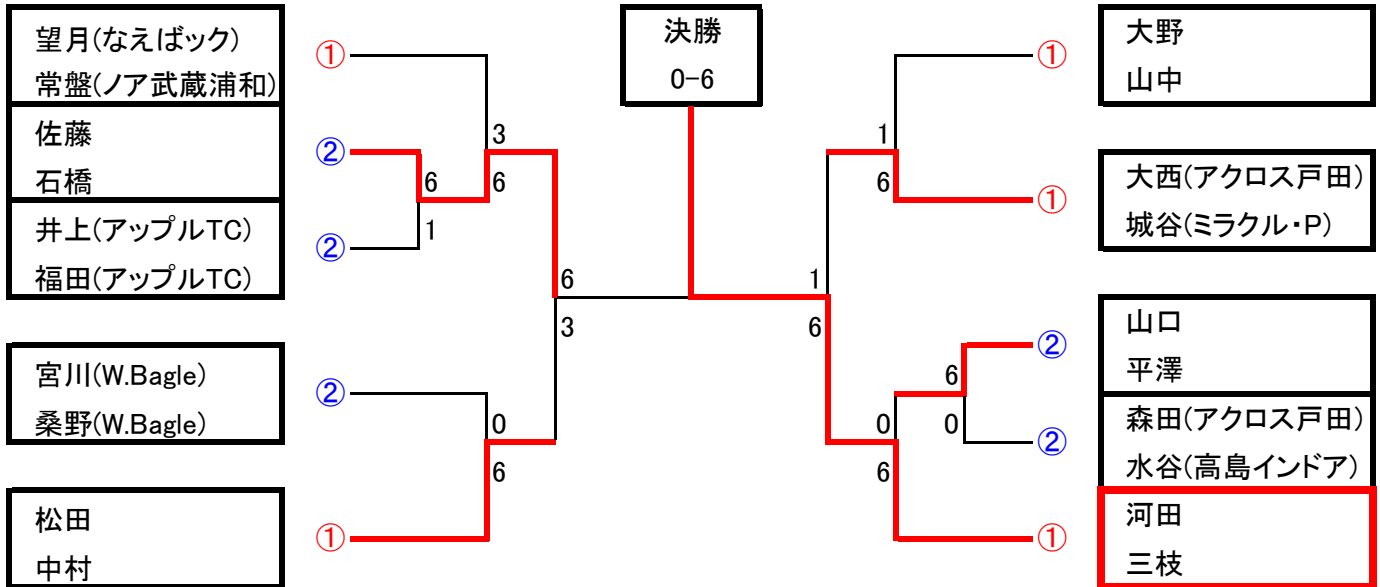 望月(なえばック)
常盤(ノア武蔵浦和)
佐藤
石橋
井上(アップルTC)
福田(アップルTC)
宮川(W.Bagle)
桑野(W.Bagle)
松田
中村
①
②
②
②
①
3
6
6
1
6
3
0
6
決勝
0-6
1
6
1
6
6
0
0
6
①
①
②
②
①
大野
山中
大西(アクロス戸田)
城谷(ミラクル・P)
山口
平澤
森田(アクロス戸田)
水谷(高島インドア)
河田
三枝